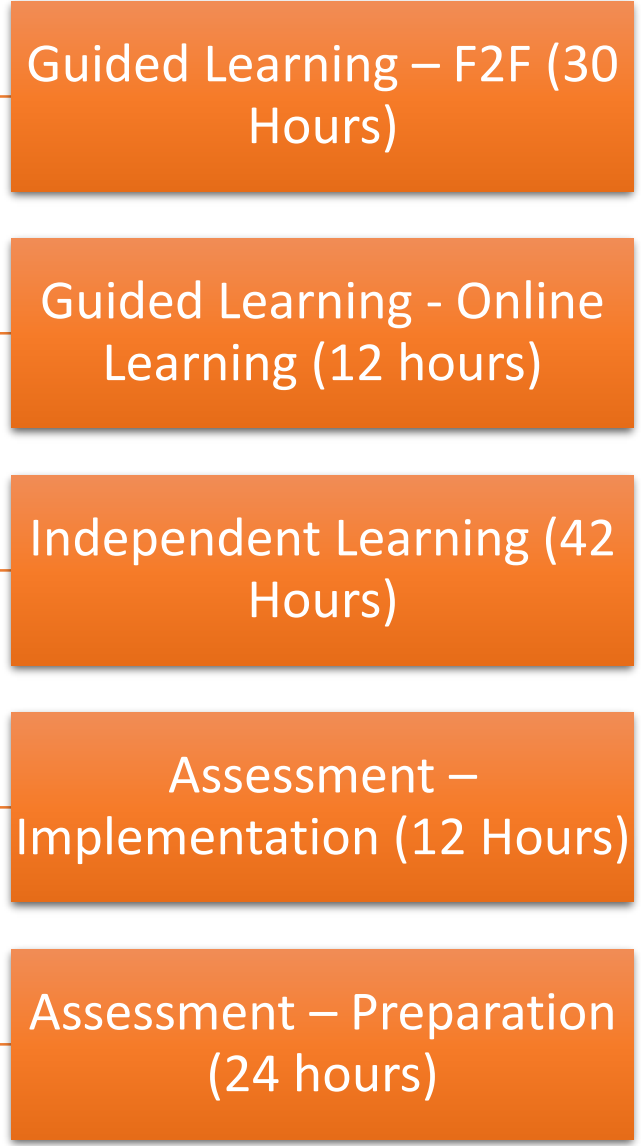 Guided Learning – F2F (30
Hours)
Guided Learning - Online
Learning (12 hours)
Independent Learning (42
Hours)
Assessment –
Implementation (12 Hours)
Assessment – Preparation
(24 hours)